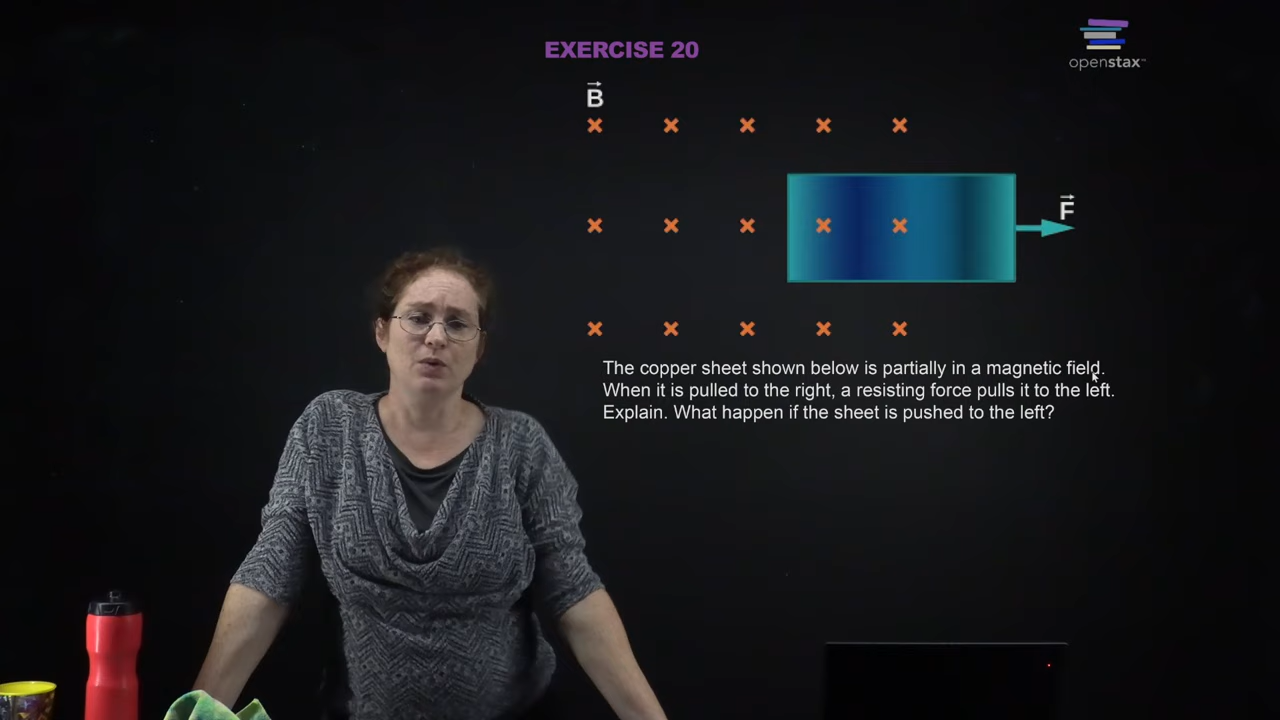 EXERCISE 20
openstax™
B
F
The copper sheet shown below is partially in a magnetic field.
When it is pulled to the right, a resisting force pulls it to the left.
Explain. What happen if the sheet is pushed to the left?